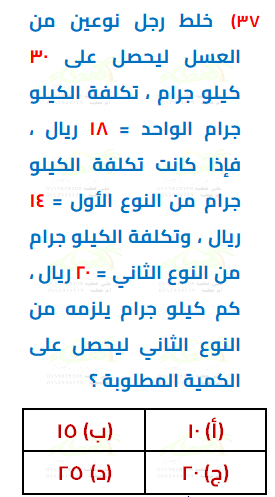 ٣٧) خلط رجل نوعين من
العسل ليحصل على ٣٠
كيلو جرام ، تكلفة الكيلو
جرام الواحد = ١٨ ريال ،
فإذا كانت تكلفة الكيلو
جرام من النوع الأول = ١٤
ريال ، وتكلفة الكيلو جرام
من النوع الثاني = ٢٠ ريال ،
كم كيلو جرام يلزمه من
النوع الثاني ليحصل على
الكمية المطلوبة ؟
(أ) ١٠ (ب) ١٥
(ج) ٢٠ (د) ٢٥